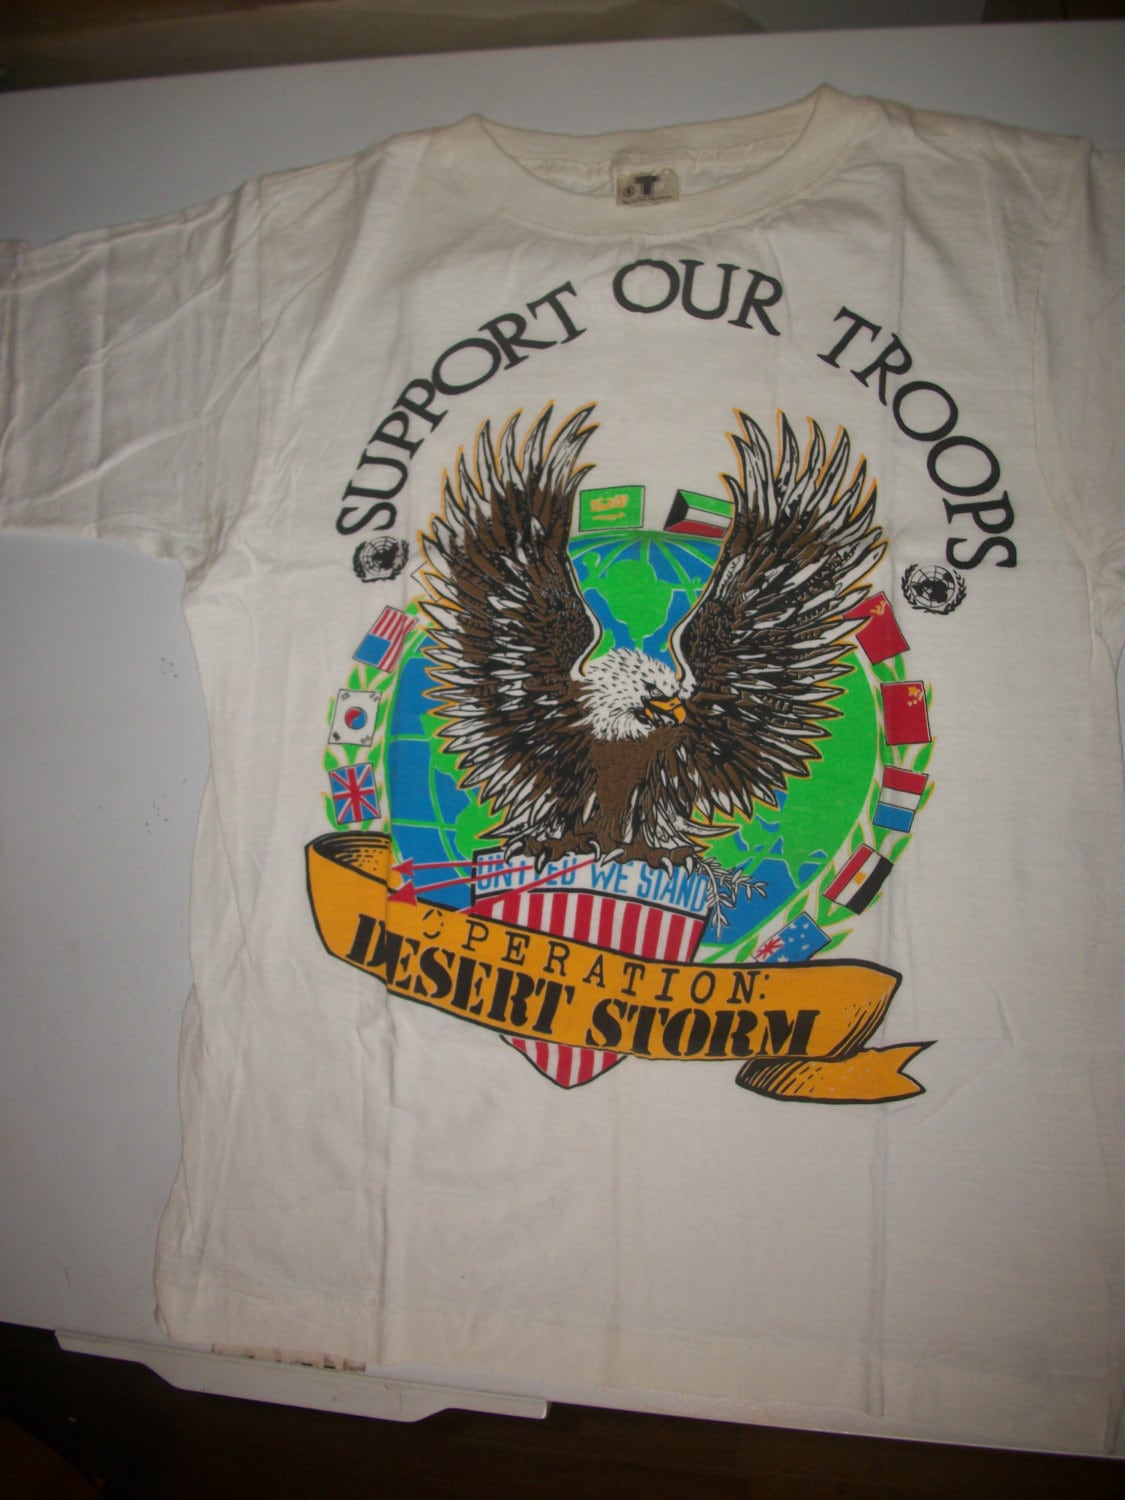 T
SUPPORT OUR TROOPS
UNITED WE STAND
OPERATION:
DESERT STORM